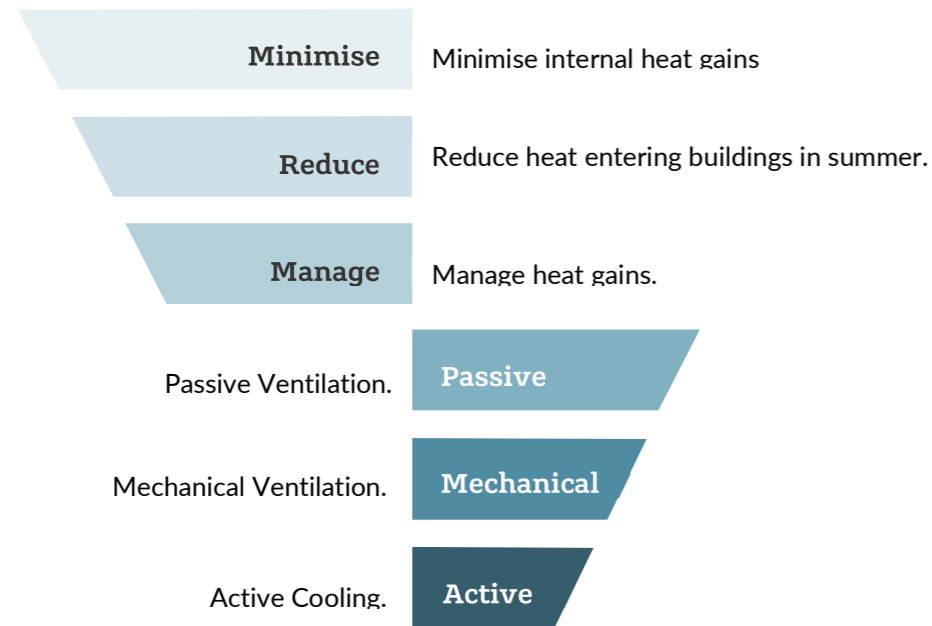 Minimise
Minimise internal heat gains
Reduce
Reduce heat entering buildings in summer.
Manage
Manage heat gains.
Passive Ventilation.
Passive
Mechanical Ventilation.
Mechanical
Active Cooling.
Active